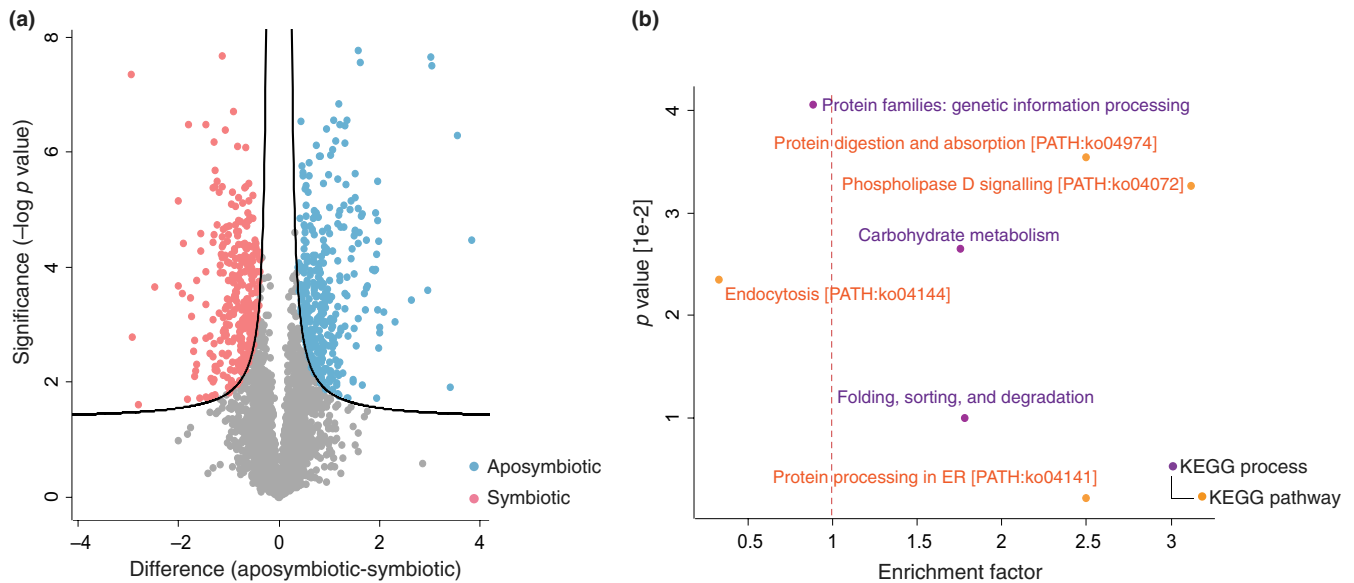 (a)
Significance (–log p value)
8
6
4
2
0
–4
–2
0
2
4
Difference (aposymbiotic-symbiotic)
Aposymbiotic
Symbiotic
(b)
p value [1e-2]
4
3
2
1
Protein families: genetic information processing
Protein digestion and absorption [PATH:ko04974]
Phospholipase D signalling [PATH:ko04072]
Carbohydrate metabolism
Endocytosis [PATH:ko04144]
Folding, sorting, and degradation
Protein processing in ER [PATH:ko04141]
KEGG process
KEGG pathway
0.5
1
1.5
2
2.5
3
Enrichment factor